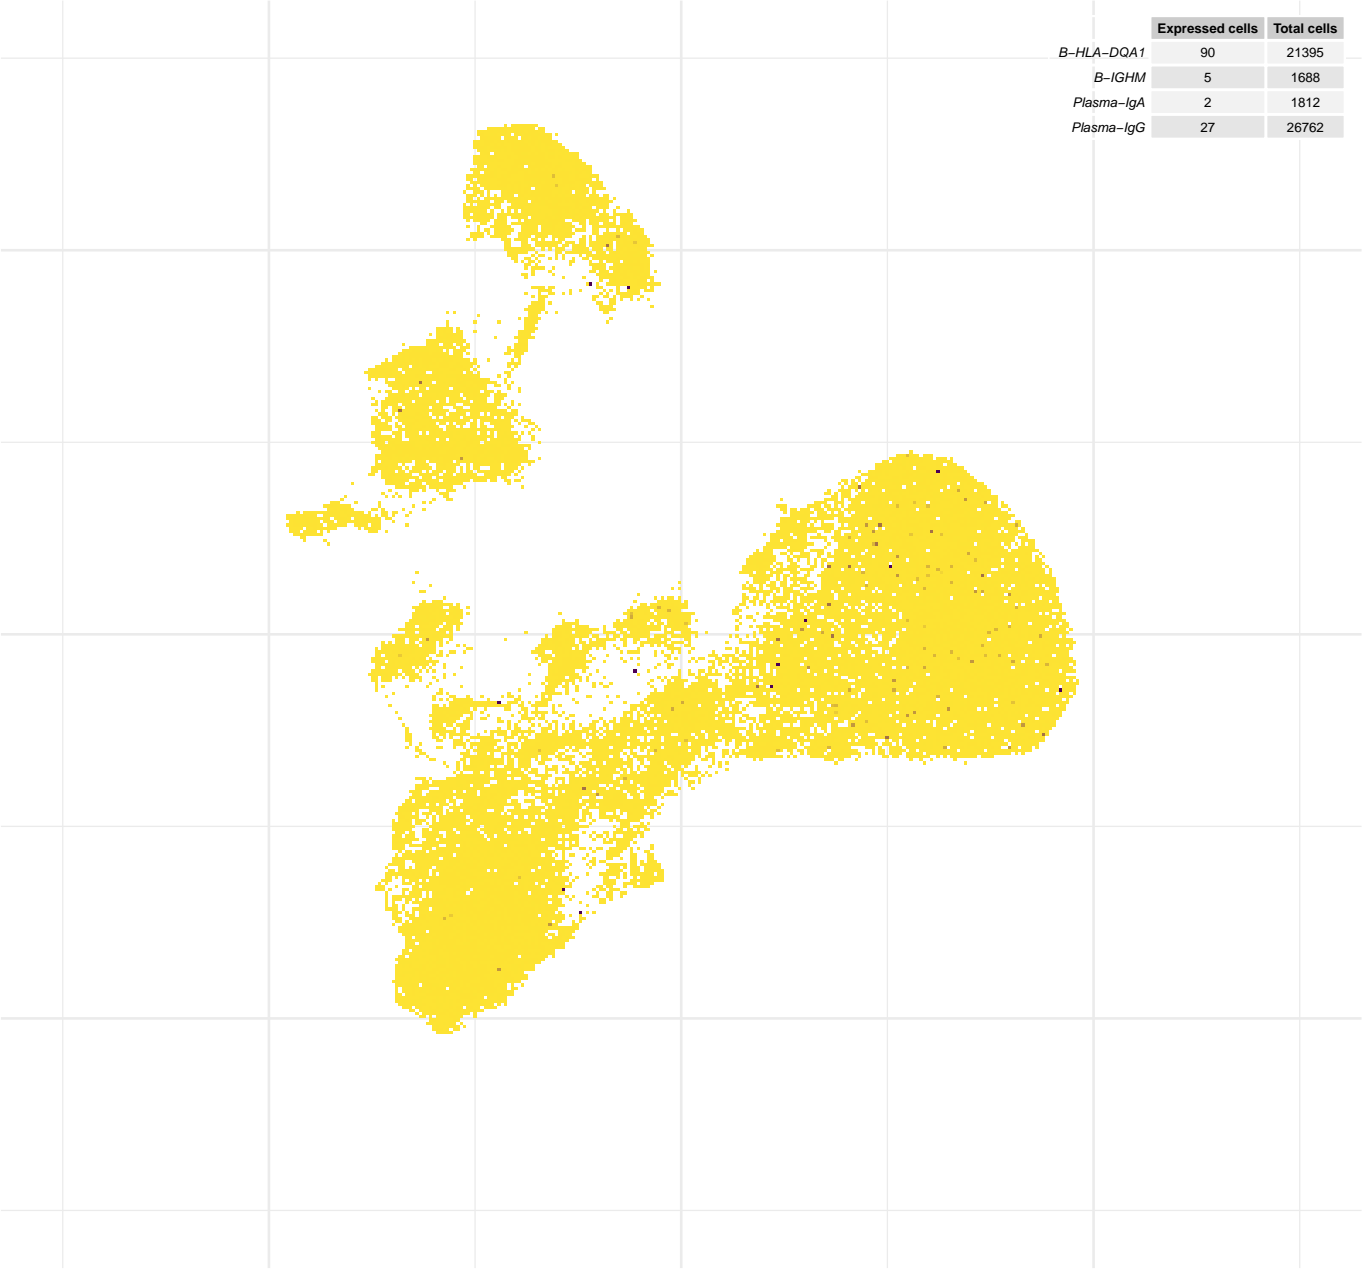 Expressed cells Total cells
B−HLA−DQA1 90 21395
B−IGHM 5 1688
Plasma−IgA 2 1812
Plasma−IgG 27 26762